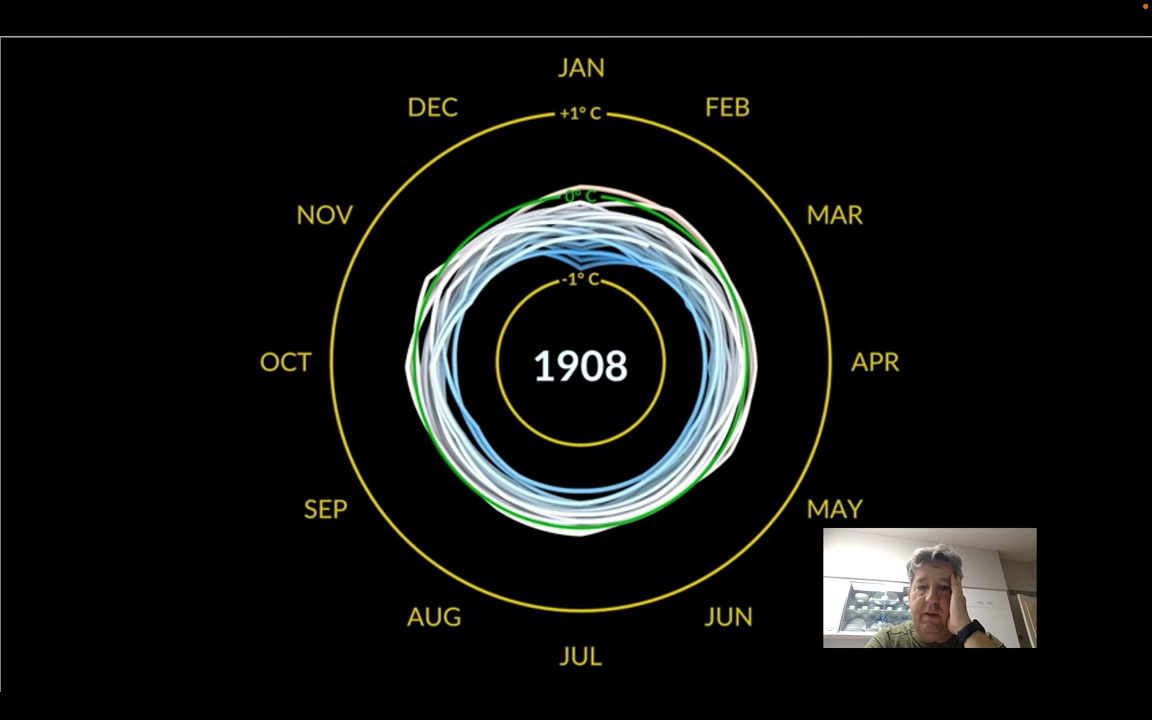 JAN
DEC
FEB
+1° C
0° C
NOV
MAR
-1° C
OCT
1908
APR
SEP
MAY
AUG
JUN
JUL